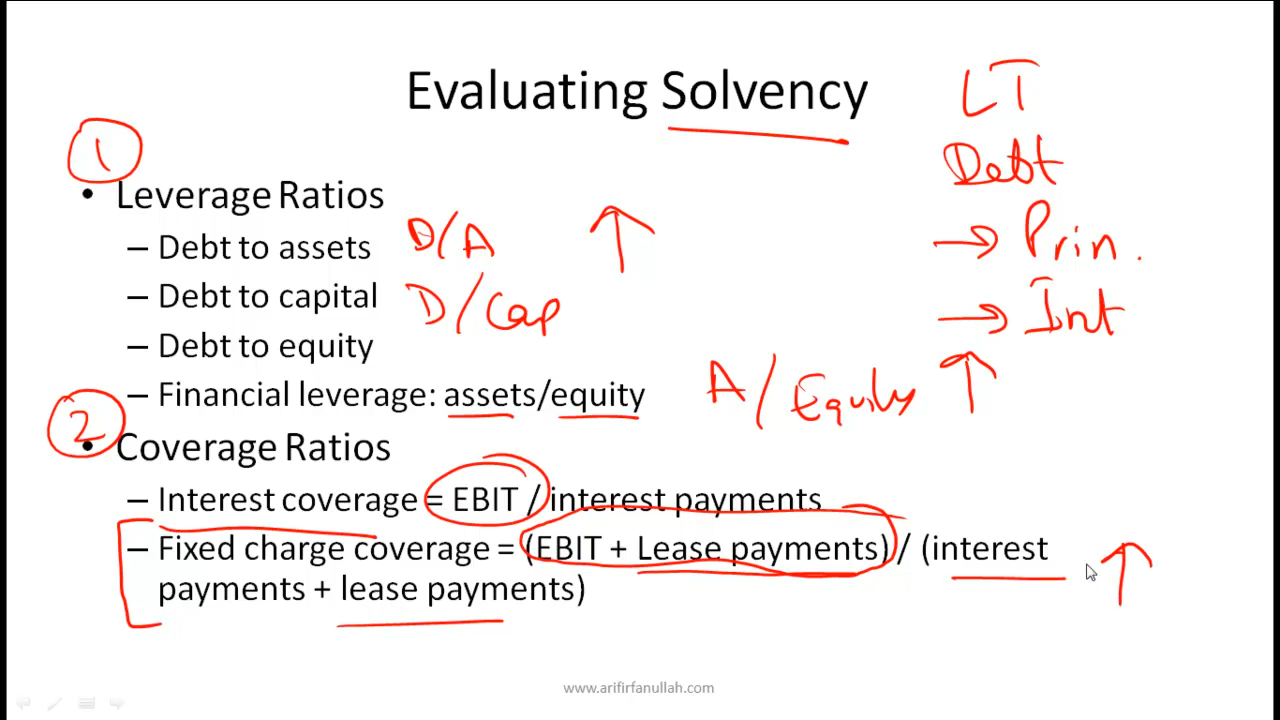 Evaluating Solvency
LT
Debt
→ Prin.
→ Int
1
• Leverage Ratios
– Debt to assets D/A ↑
– Debt to capital D/Cap
– Debt to equity
– Financial leverage: assets/equity A/Equity ↑
2
• Coverage Ratios
– Interest coverage = EBIT / interest payments
– Fixed charge coverage = (EBIT + Lease payments) / (interest ↑
payments + lease payments)
www.arifirfanullah.com